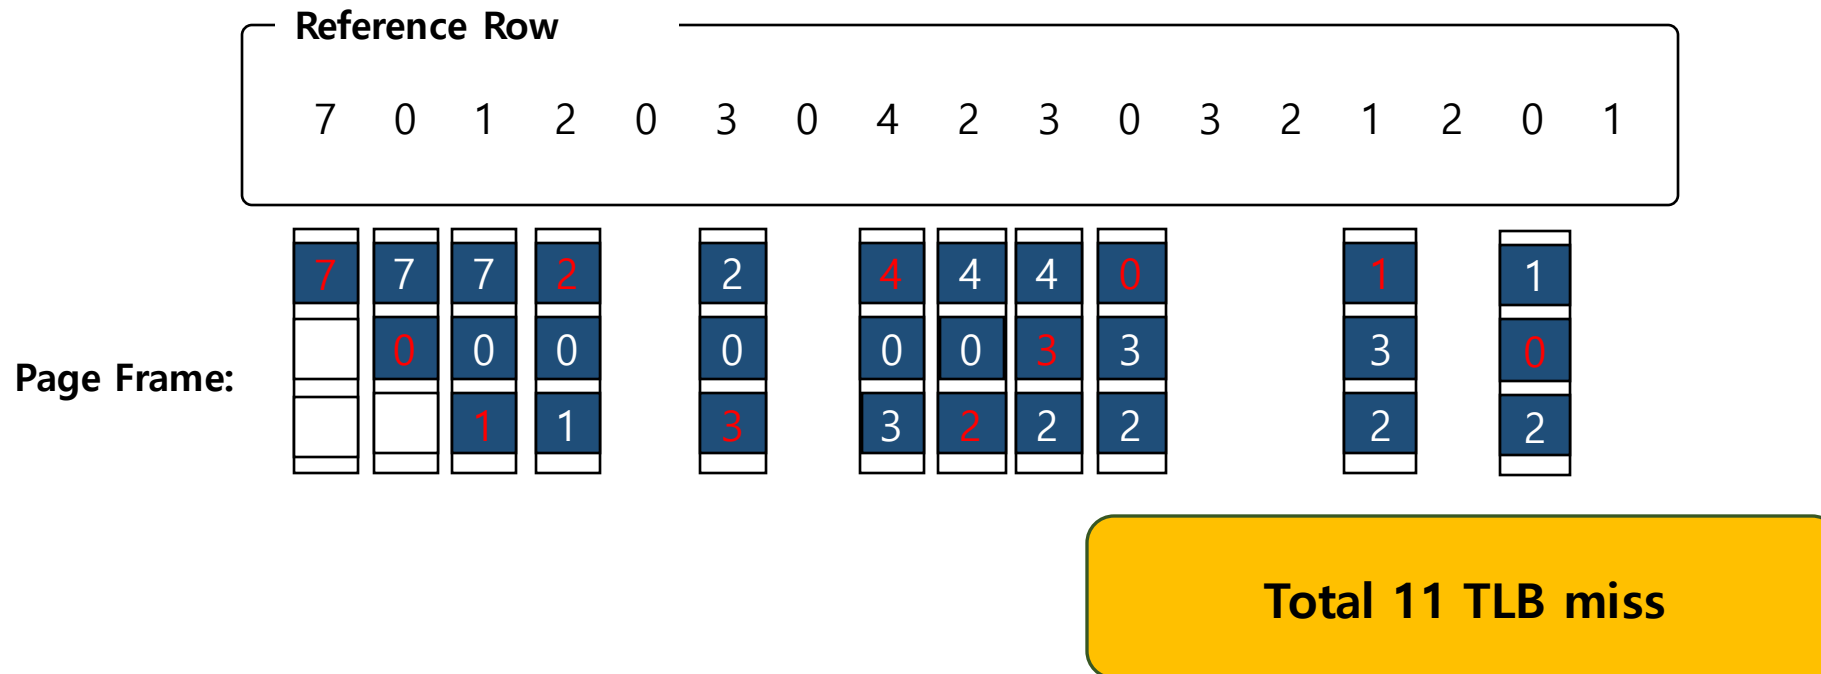 Reference Row
7 0 1 2 0 3 0 4 2 3 0 3 2 1 2 0 1
7 7 7 2 2 4 4 4 0 1 1
0 0 0 0 0 0 3 3 3 0
Page Frame:
1 1 3 3 2 2 2 2 2
Total 11 TLB miss